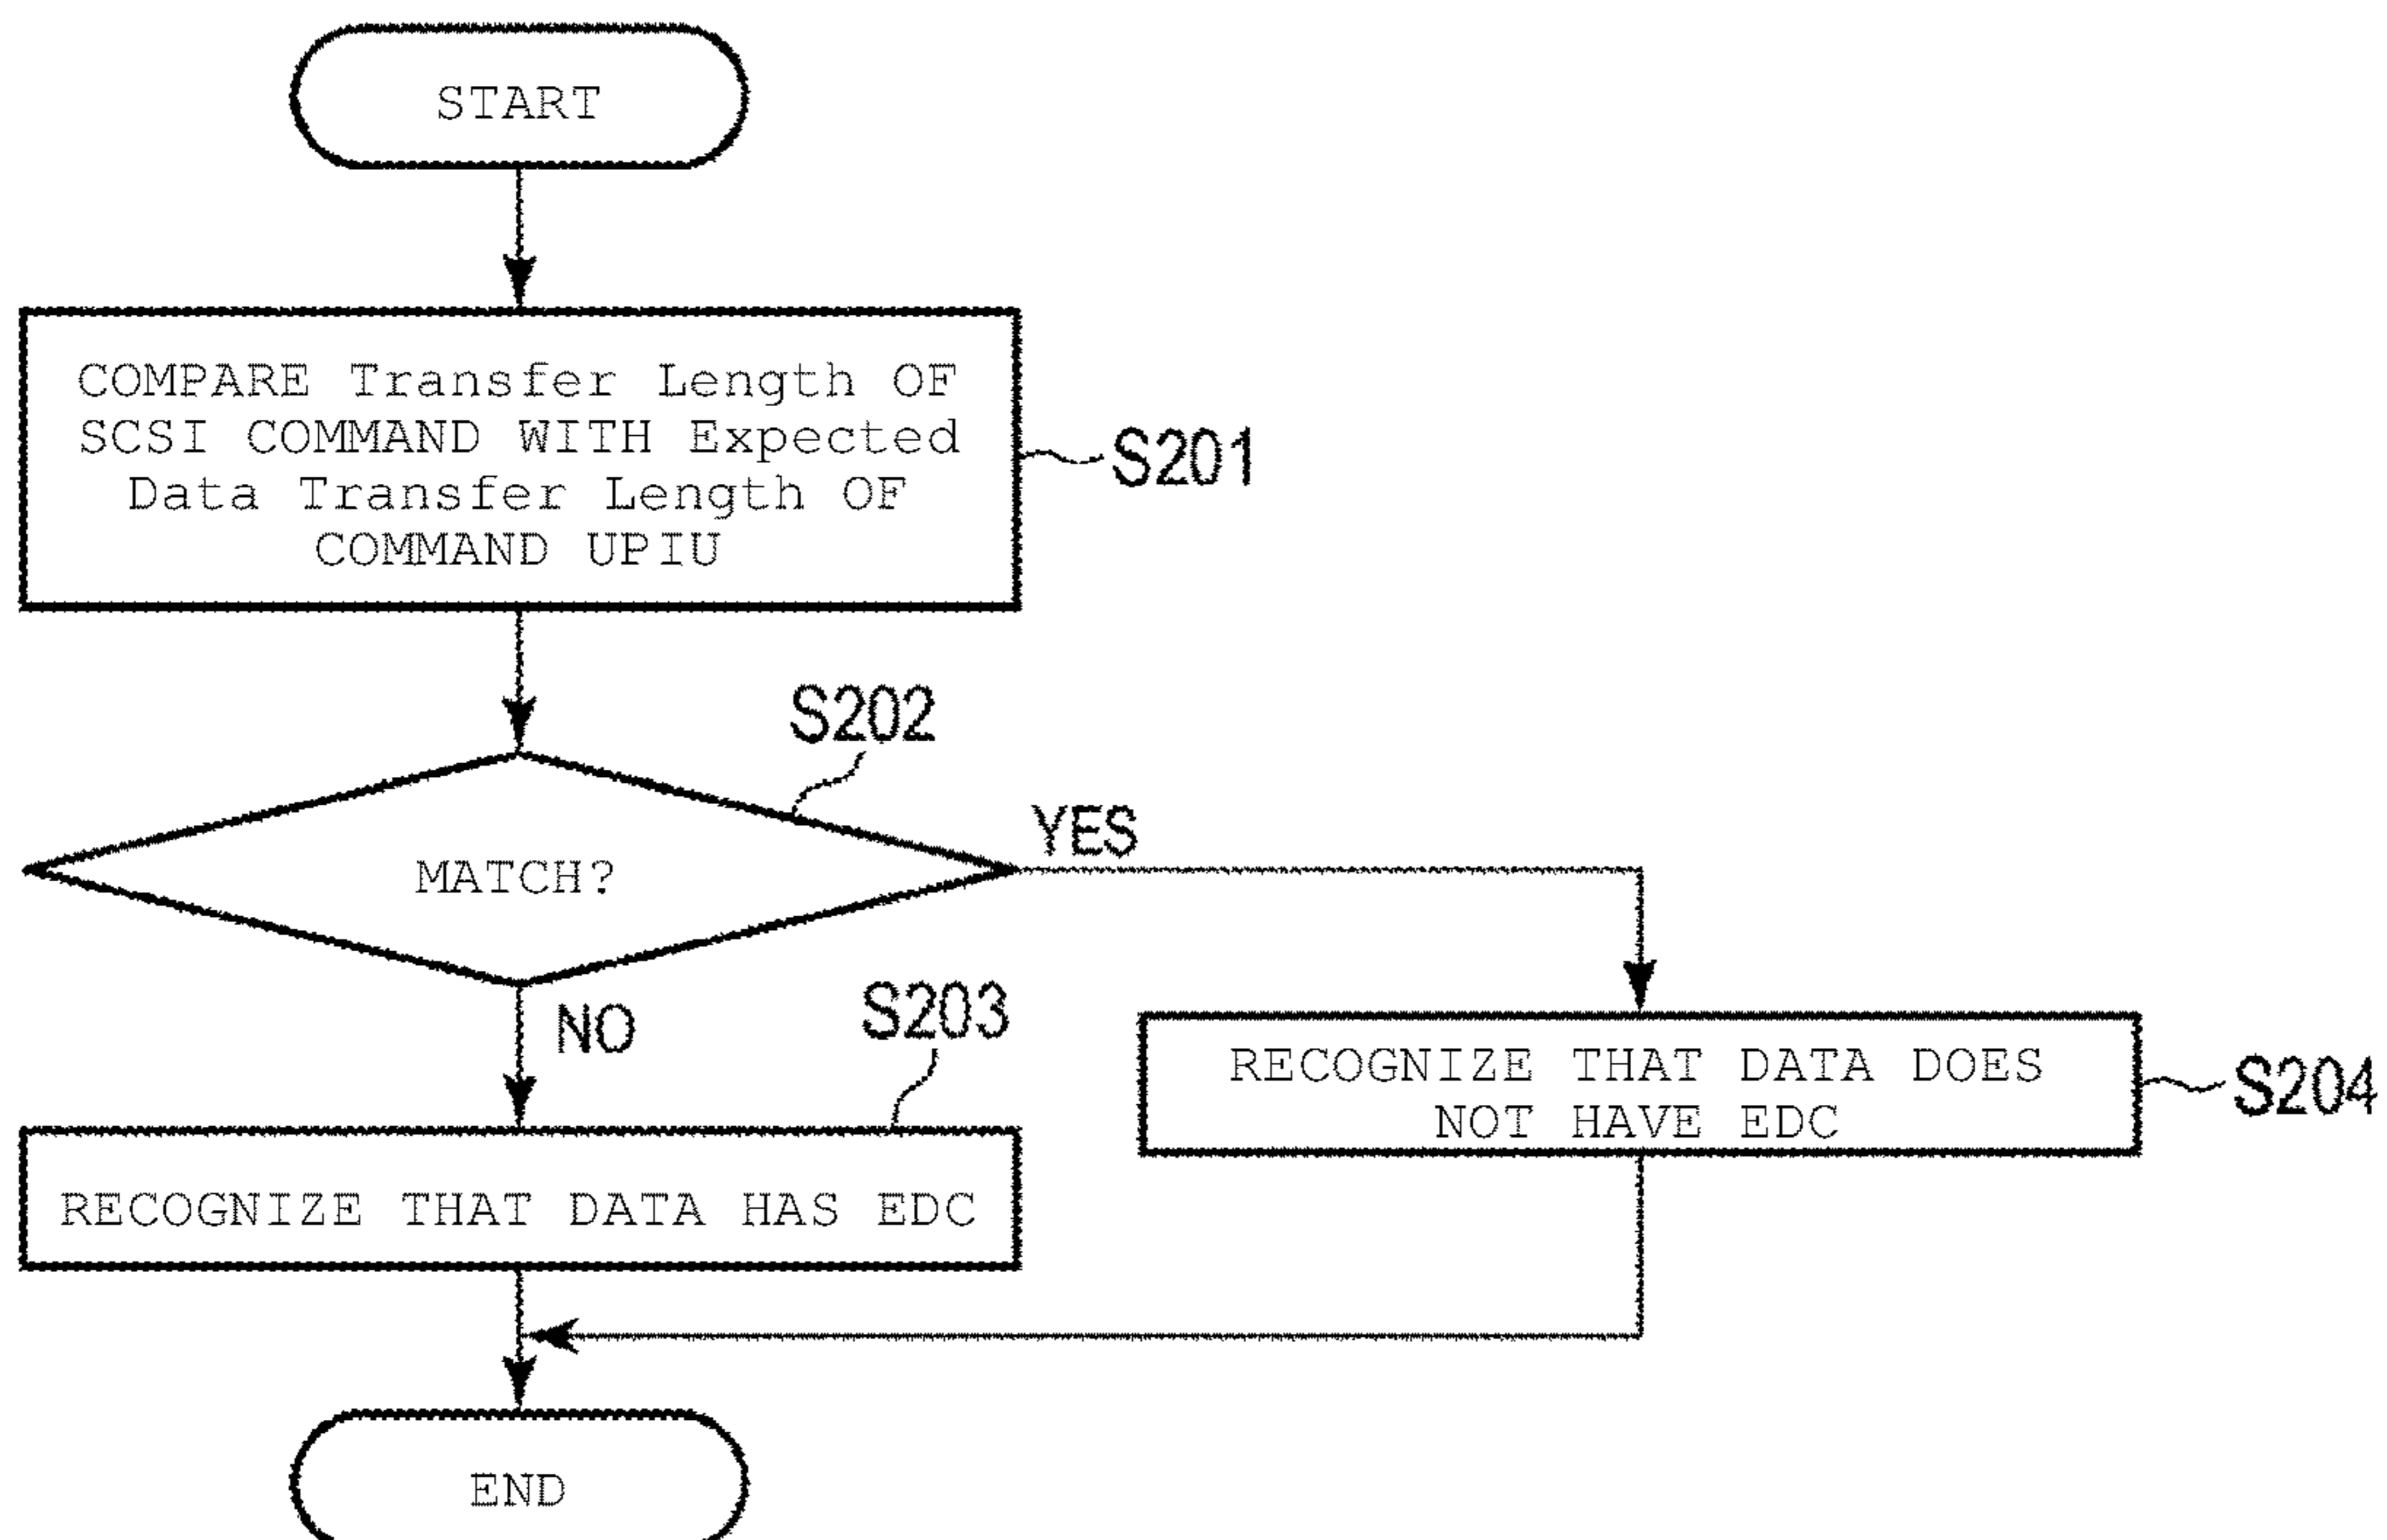 START
COMPARE Transfer Length OF
SCSI COMMAND WITH Expected
Data Transfer Length OF
COMMAND UPIU
S201
S202
MATCH?
YES
NO
S203
RECOGNIZE THAT DATA HAS EDC
RECOGNIZE THAT DATA DOES
NOT HAVE EDC
S204
END